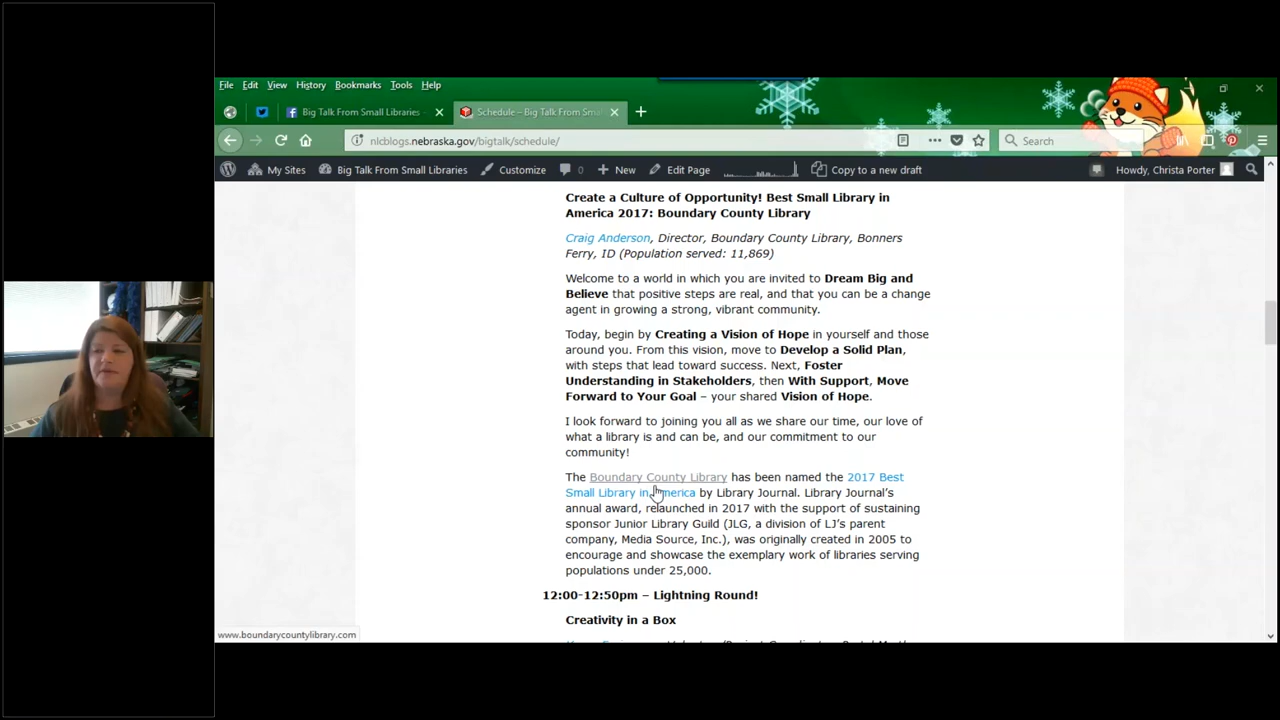 File Edit View History Bookmarks Tools Help
Big Talk From Small Libraries - Schedule – Big Talk From Sma
nlcblogs.nebraska.gov/bigtalk/schedule/ Search
My Sites Big Talk From Small Libraries Customize 0 New Edit Page Copy to a new draft Howdy, Christa Porter
Create a Culture of Opportunity! Best Small Library in
America 2017: Boundary County Library
Craig Anderson, Director, Boundary County Library, Bonners
Ferry, ID (Population served: 11,869)
Welcome to a world in which you are invited to Dream Big and
Believe that positive steps are real, and that you can be a change
agent in growing a strong, vibrant community.
Today, begin by Creating a Vision of Hope in yourself and those
around you. From this vision, move to Develop a Solid Plan,
with steps that lead toward success. Next, Foster
Understanding in Stakeholders, then With Support, Move
Forward to Your Goal – your shared Vision of Hope.
I look forward to joining you all as we share our time, our love of
what a library is and can be, and our commitment to our
community!
The Boundary County Library has been named the 2017 Best
Small Library in America by Library Journal. Library Journal's
annual award, relaunched in 2017 with the support of sustaining
sponsor Junior Library Guild (JLG, a division of LJ's parent
company, Media Source, Inc.), was originally created in 2005 to
encourage and showcase the exemplary work of libraries serving
populations under 25,000.
12:00-12:50pm – Lightning Round!
Creativity in a Box
www.boundarycountylibrary.com